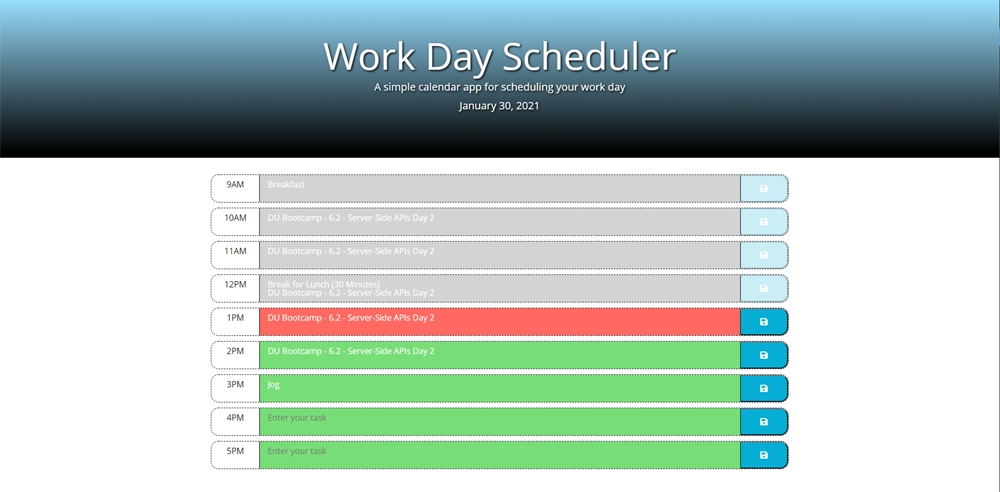 Work Day Scheduler
A simple calendar app for scheduling your work day
January 30, 2021
9AM Breakfast
10AM DU Bootcamp - 6.2 - Server-Side APIs Day 2
11AM DU Bootcamp - 6.2 - Server-Side APIs Day 2
12PM Break for Lunch (30 Minutes)
DU Bootcamp - 6.2 - Server-Side APIs Day 2
1PM DU Bootcamp - 6.2 - Server-Side APIs Day 2
2PM DU Bootcamp - 6.2 - Server-Side APIs Day 2
3PM Jog
4PM Enter your task
5PM Enter your task